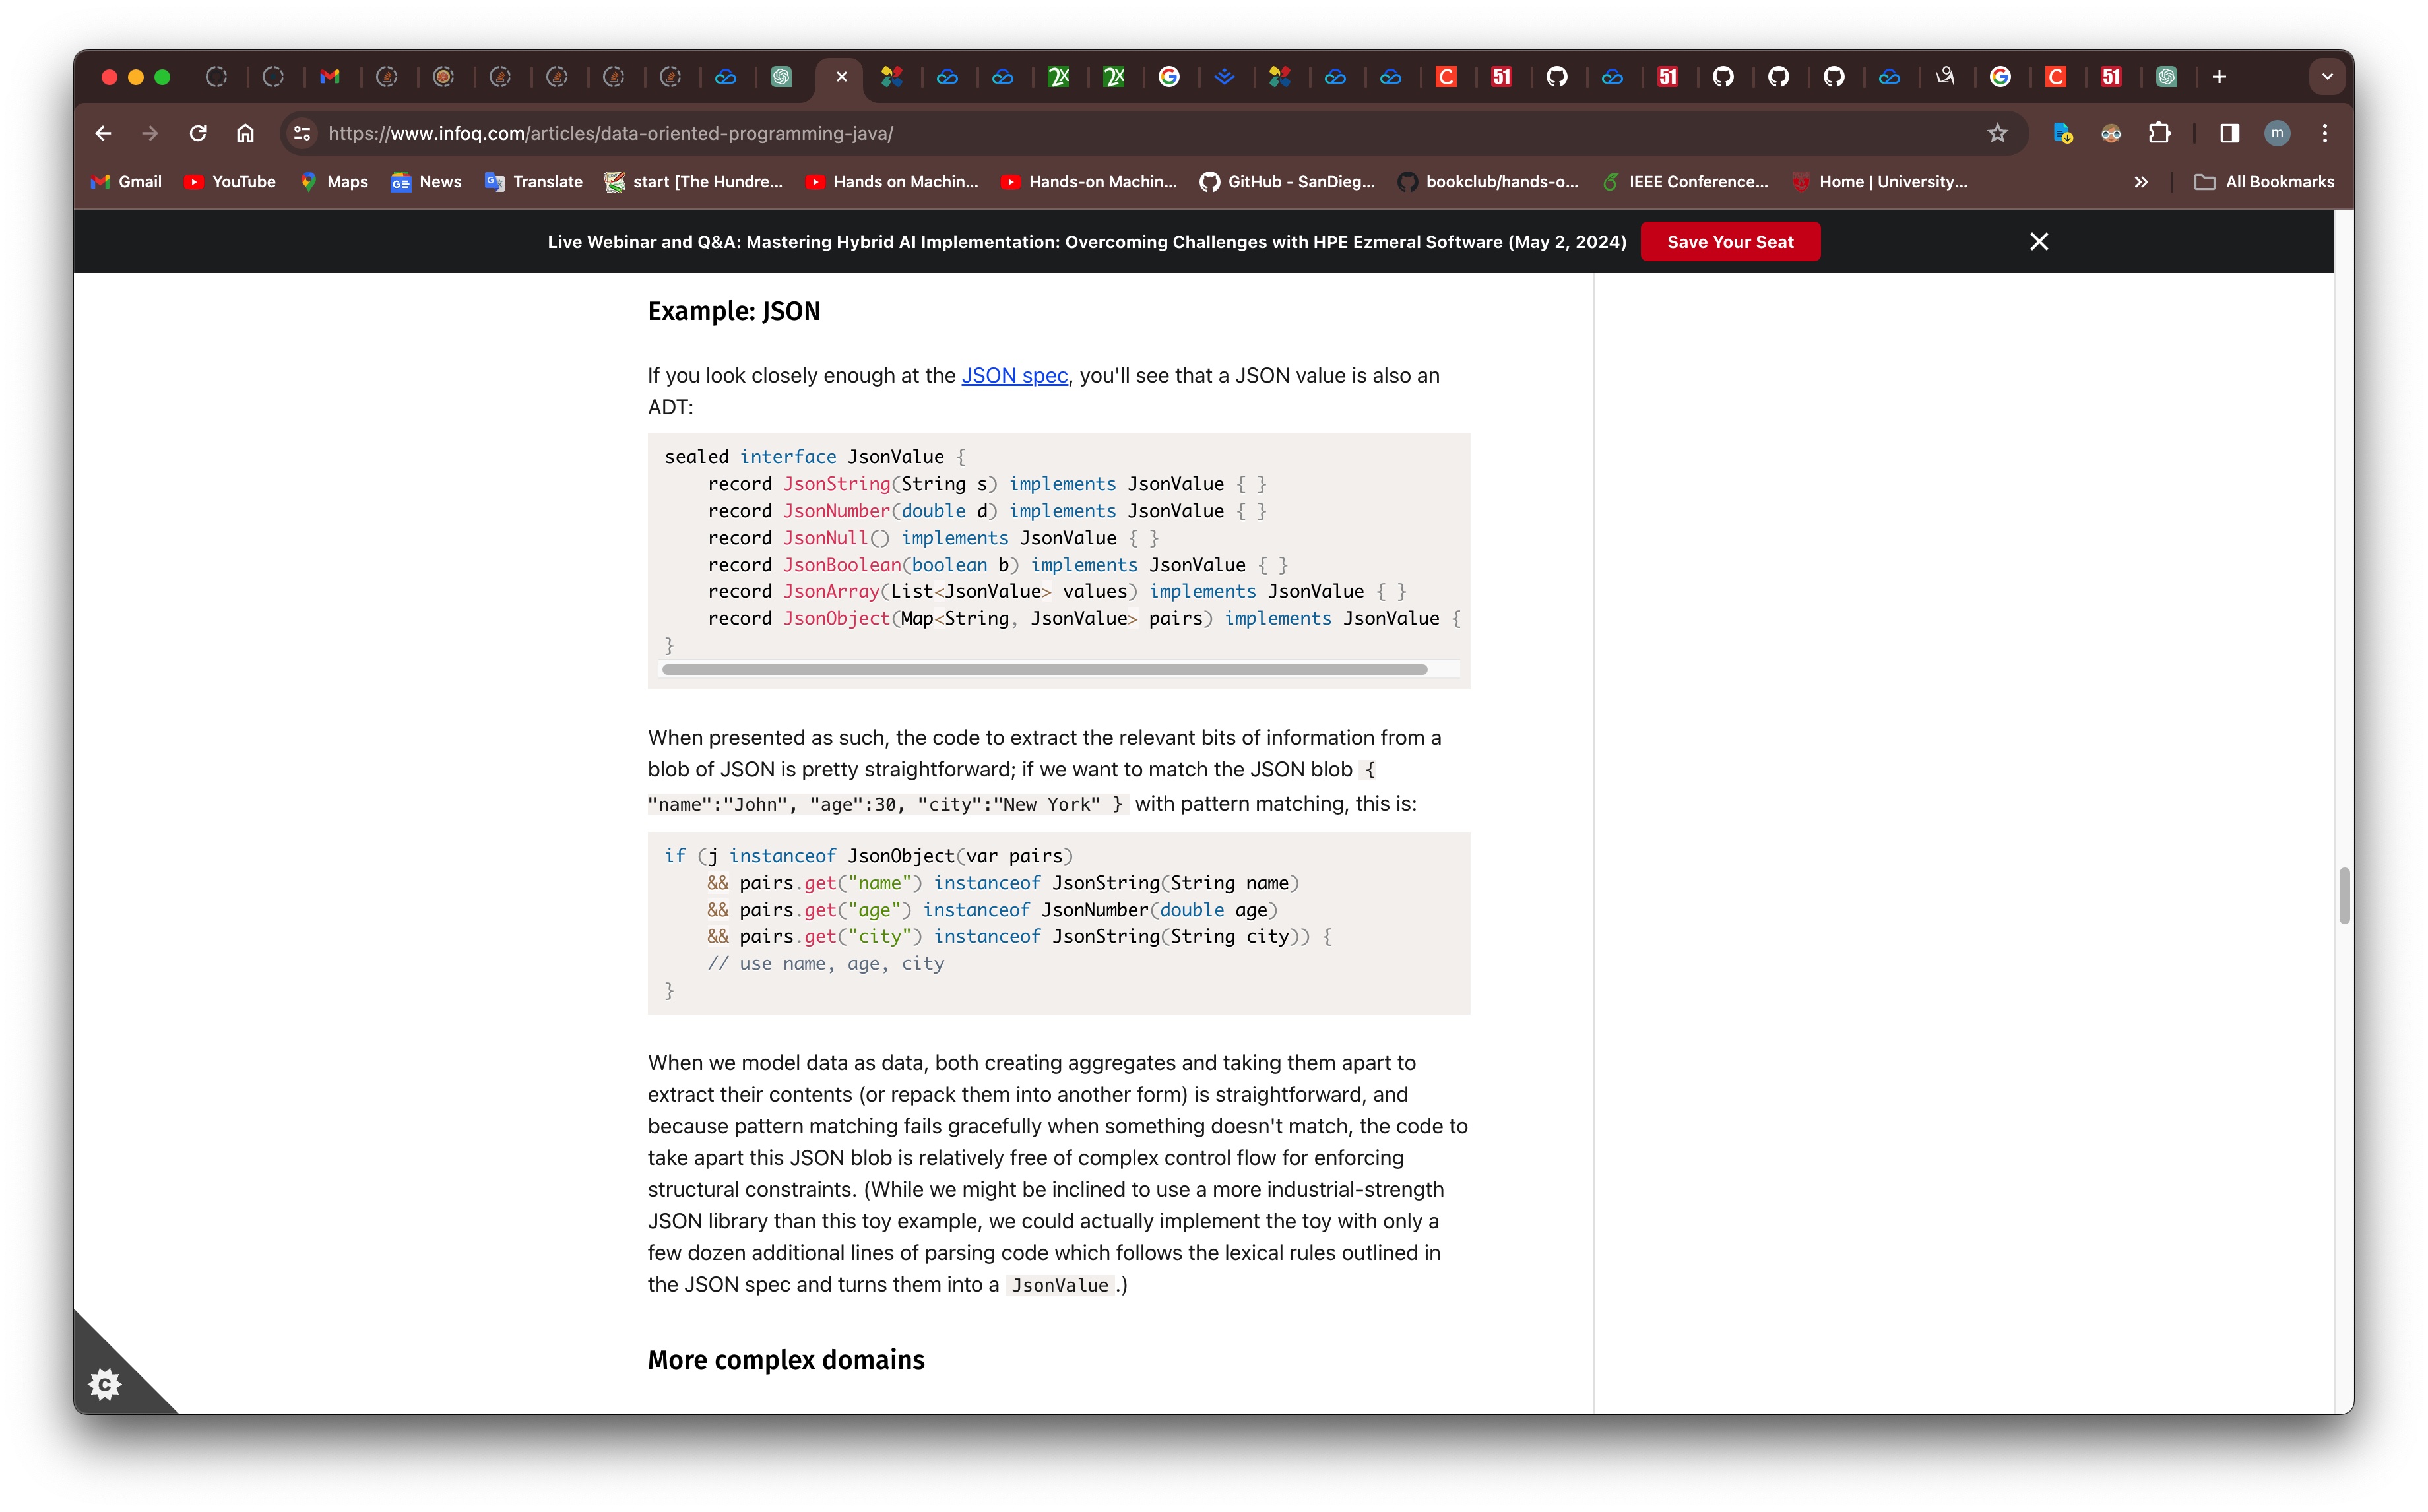 https://www.infoq.com/articles/data-oriented-programming-java/
m
Gmail
YouTube
Maps
News
Translate
start [The Hundre...
Hands on Machin...
Hands-on Machin...
GitHub - SanDieg...
bookclub/hands-o...
IEEE Conference...
Home | University...
All Bookmarks
Live Webinar and Q&A: Mastering Hybrid AI Implementation: Overcoming Challenges with HPE Ezmeral Software (May 2, 2024)
Save Your Seat
Example: JSON
If you look closely enough at the JSON spec, you'll see that a JSON value is also an
ADT:
sealed interface JsonValue {
    record JsonString(String s) implements JsonValue { }
    record JsonNumber(double d) implements JsonValue { }
    record JsonNull() implements JsonValue { }
    record JsonBoolean(boolean b) implements JsonValue { }
    record JsonArray(List<JsonValue> values) implements JsonValue { }
    record JsonObject(Map<String, JsonValue> pairs) implements JsonValue {
}
When presented as such, the code to extract the relevant bits of information from a
blob of JSON is pretty straightforward; if we want to match the JSON blob {
"name":"John", "age":30, "city":"New York" } with pattern matching, this is:
if (j instanceof JsonObject(var pairs)
    && pairs.get("name") instanceof JsonString(String name)
    && pairs.get("age") instanceof JsonNumber(double age)
    && pairs.get("city") instanceof JsonString(String city)) {
    // use name, age, city
}
When we model data as data, both creating aggregates and taking them apart to
extract their contents (or repack them into another form) is straightforward, and
because pattern matching fails gracefully when something doesn't match, the code to
take apart this JSON blob is relatively free of complex control flow for enforcing
structural constraints. (While we might be inclined to use a more industrial-strength
JSON library than this toy example, we could actually implement the toy with only a
few dozen additional lines of parsing code which follows the lexical rules outlined in
the JSON spec and turns them into a JsonValue.)
More complex domains